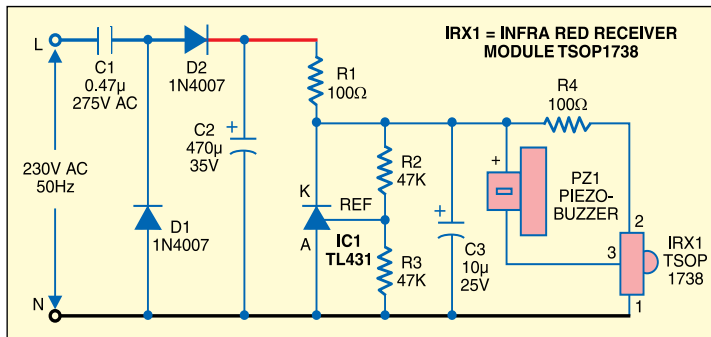 IRX1 = INFRA RED RECEIVER
MODULE TSOP1738
L
C1
0.47µ
275V AC
D2
1N4007
R1
100Ω
R4
100Ω
C2
470µ
35V
230V AC
50Hz
R2
47K
+
PZ1
PIEZO-
BUZZER
K
REF
A
IC1
TL431
D1
1N4007
R3
47K
+
C3
10µ
25V
+
2
3
IRX1
TSOP
1738
1
N